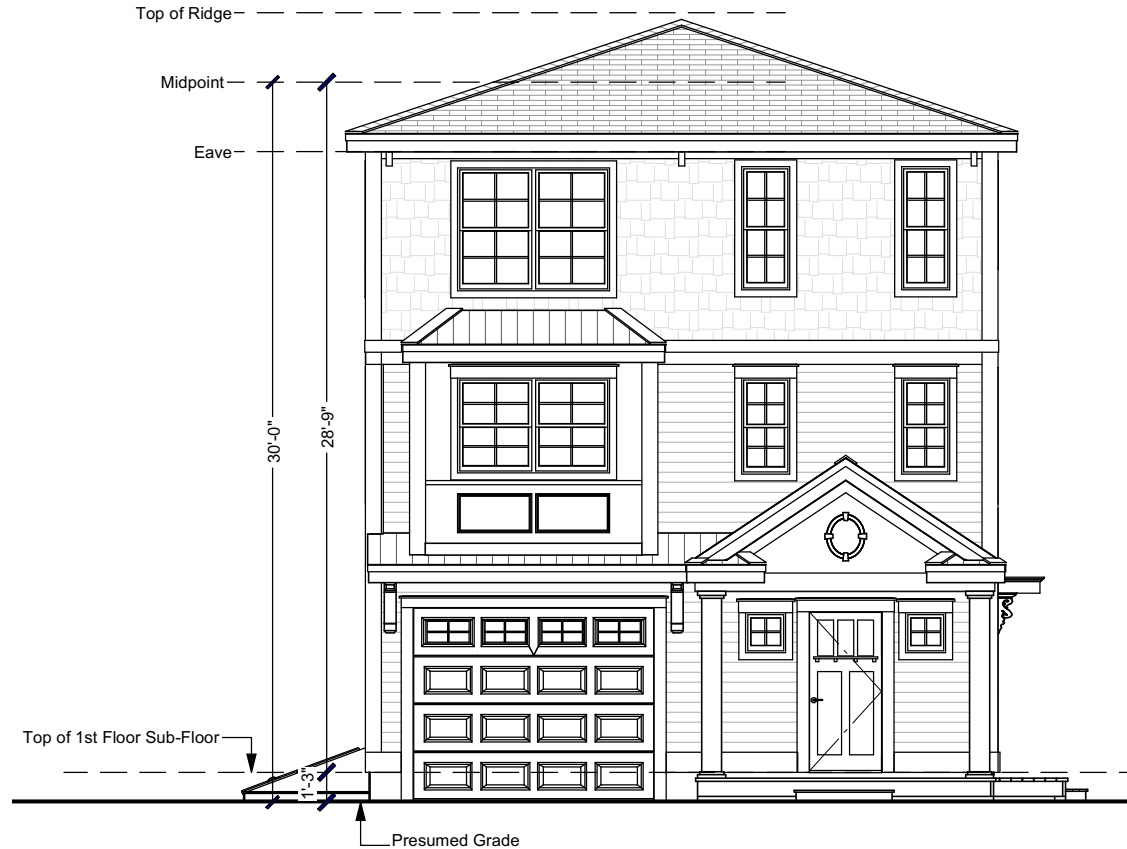 Top of Ridge
Midpoint
Eave
30'-0"
28'-9"
Top of 1st Floor Sub-Floor
1'-3"
Presumed Grade